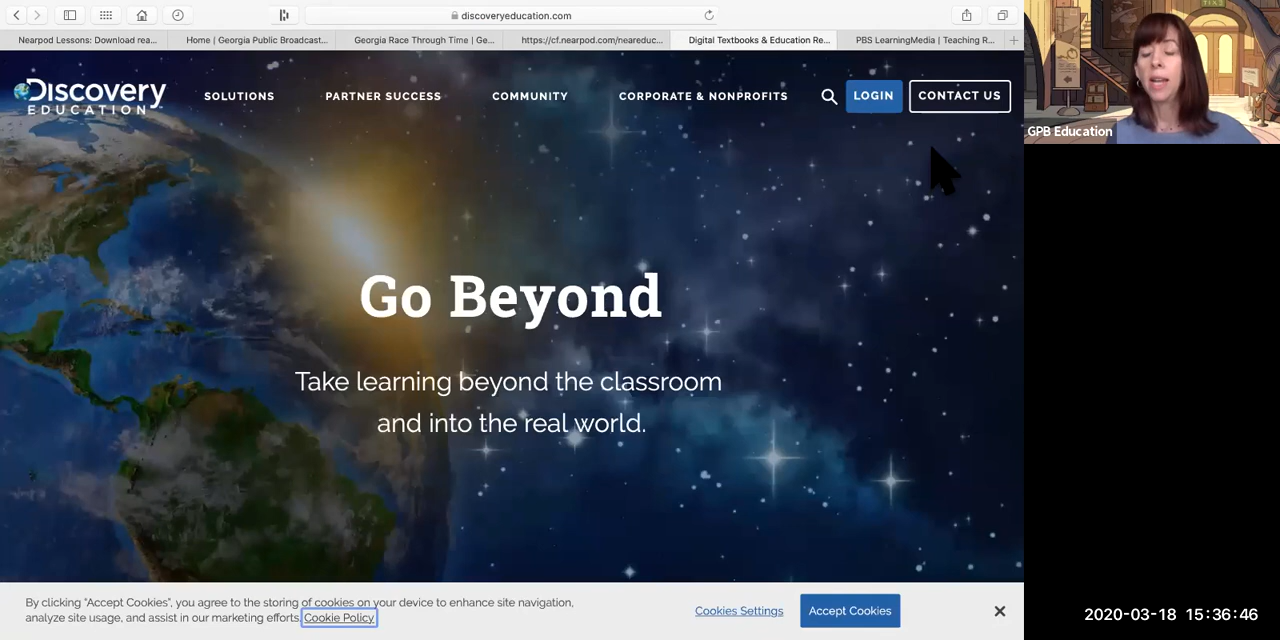 discoveryeducation.com
Nearpod Lessons: Download rea...
Home | Georgia Public Broadcast...
Georgia Race Through Time | Ge...
https://cf.nearpod.com/neareduc...
Digital Textbooks & Education Re...
PBS LearningMedia | Teaching R...
Discovery
EDUCATION
SOLUTIONS
PARTNER SUCCESS
COMMUNITY
CORPORATE & NONPROFITS
LOGIN
CONTACT US
GPB Education
Go Beyond
Take learning beyond the classroom
and into the real world.
By clicking “Accept Cookies”, you agree to the storing of cookies on your device to enhance site navigation,
analyze site usage, and assist in our marketing efforts. Cookie Policy
Cookies Settings
Accept Cookies
2020-03-18 15:36:46